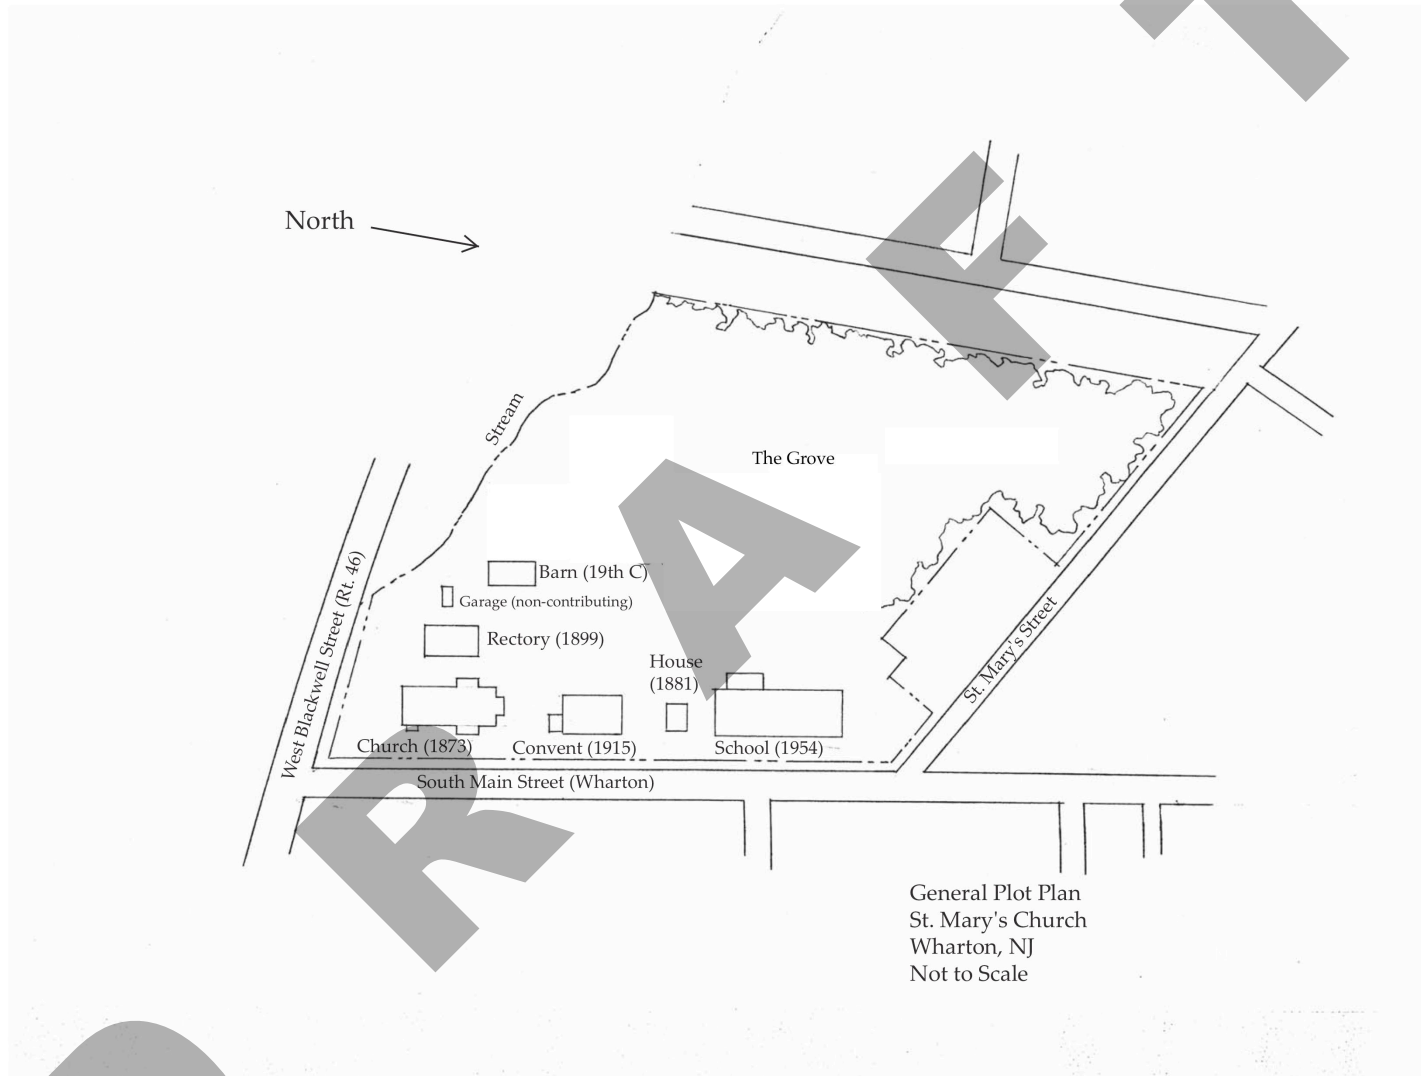 North
Stream
The Grove
West Blackwell Street (Rt. 46)
Barn (19th C)
Garage (non-contributing)
Rectory (1899)
House
(1881)
St. Mary's Street
Church (1873)
Convent (1915)
School (1954)
South Main Street (Wharton)
General Plot Plan
St. Mary's Church
Wharton, NJ
Not to Scale
DRAFT